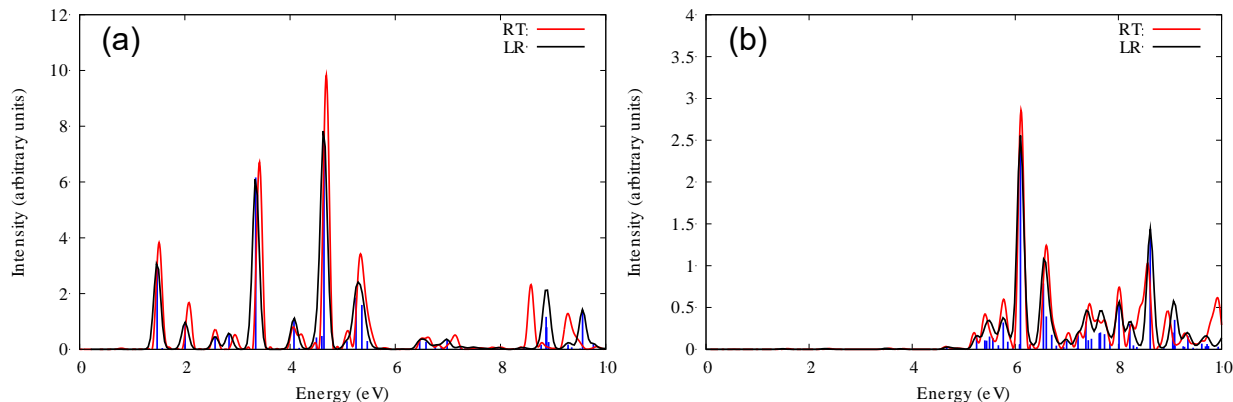 (a)
RT
LR
12
10
8
6
4
2
0
0 2 4 6 8 10
Intensity (arbitrary units)
Energy (eV)
(b)
RT
LR
4
3.5
3
2.5
2
1.5
1
0.5
0
0 2 4 6 8 10
Intensity (arbitrary units)
Energy (eV)